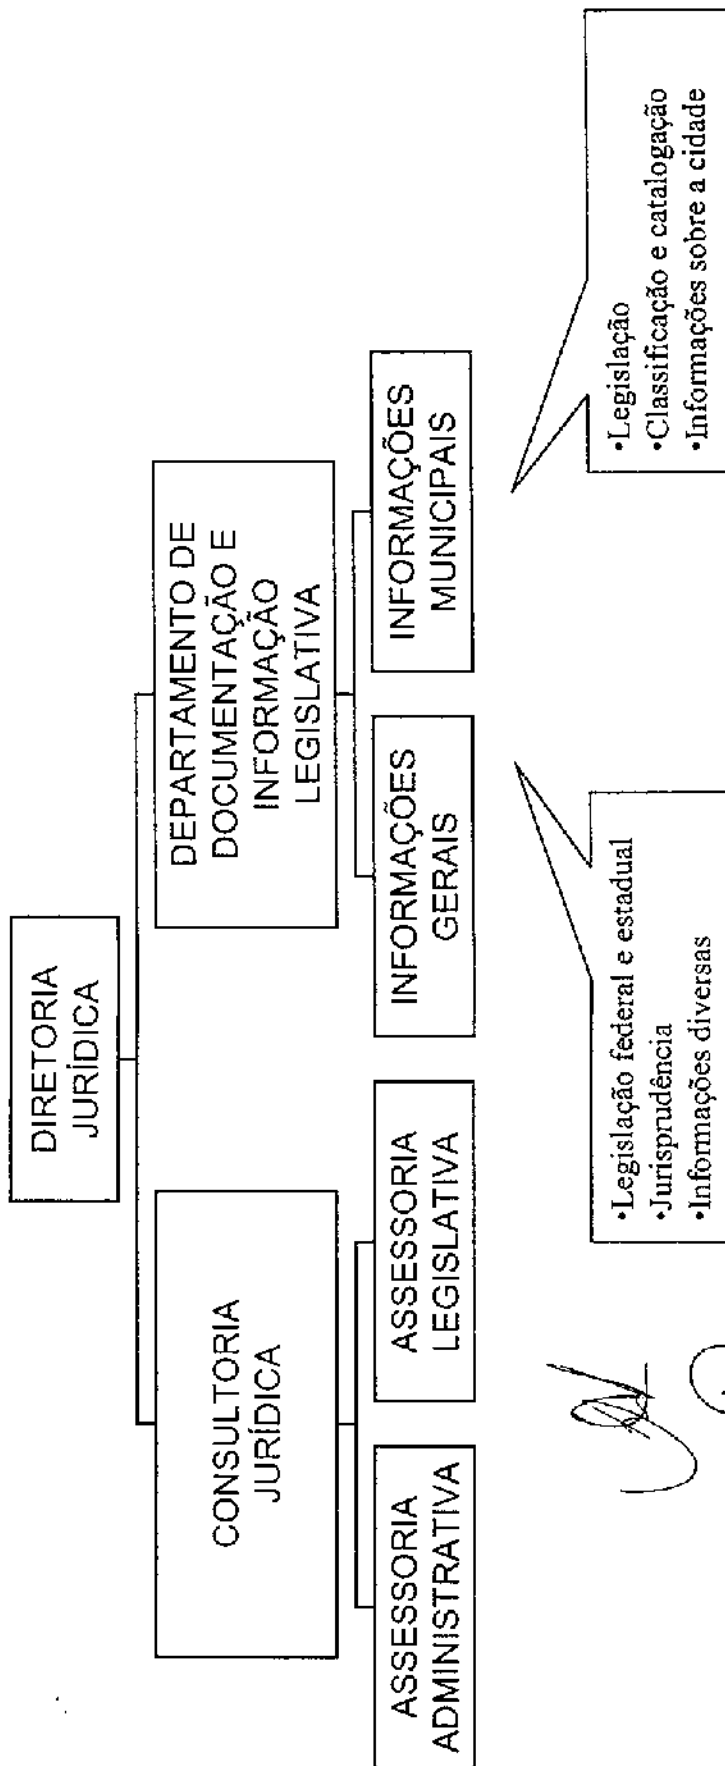 DIRETORIA
JURÍDICA
CONSULTORIA
JURÍDICA
DEPARTAMENTO DE
DOCUMENTAÇÃO E
INFORMAÇÃO
LEGISLATIVA
ASSESSORIA
ADMINISTRATIVA
ASSESSORIA
LEGISLATIVA
INFORMAÇÕES
GERAIS
INFORMAÇÕES
MUNICIPAIS
•Legislação federal e estadual
•Jurisprudência
•Informações diversas
•Legislação
•Classificação e catalogação
•Informações sobre a cidade